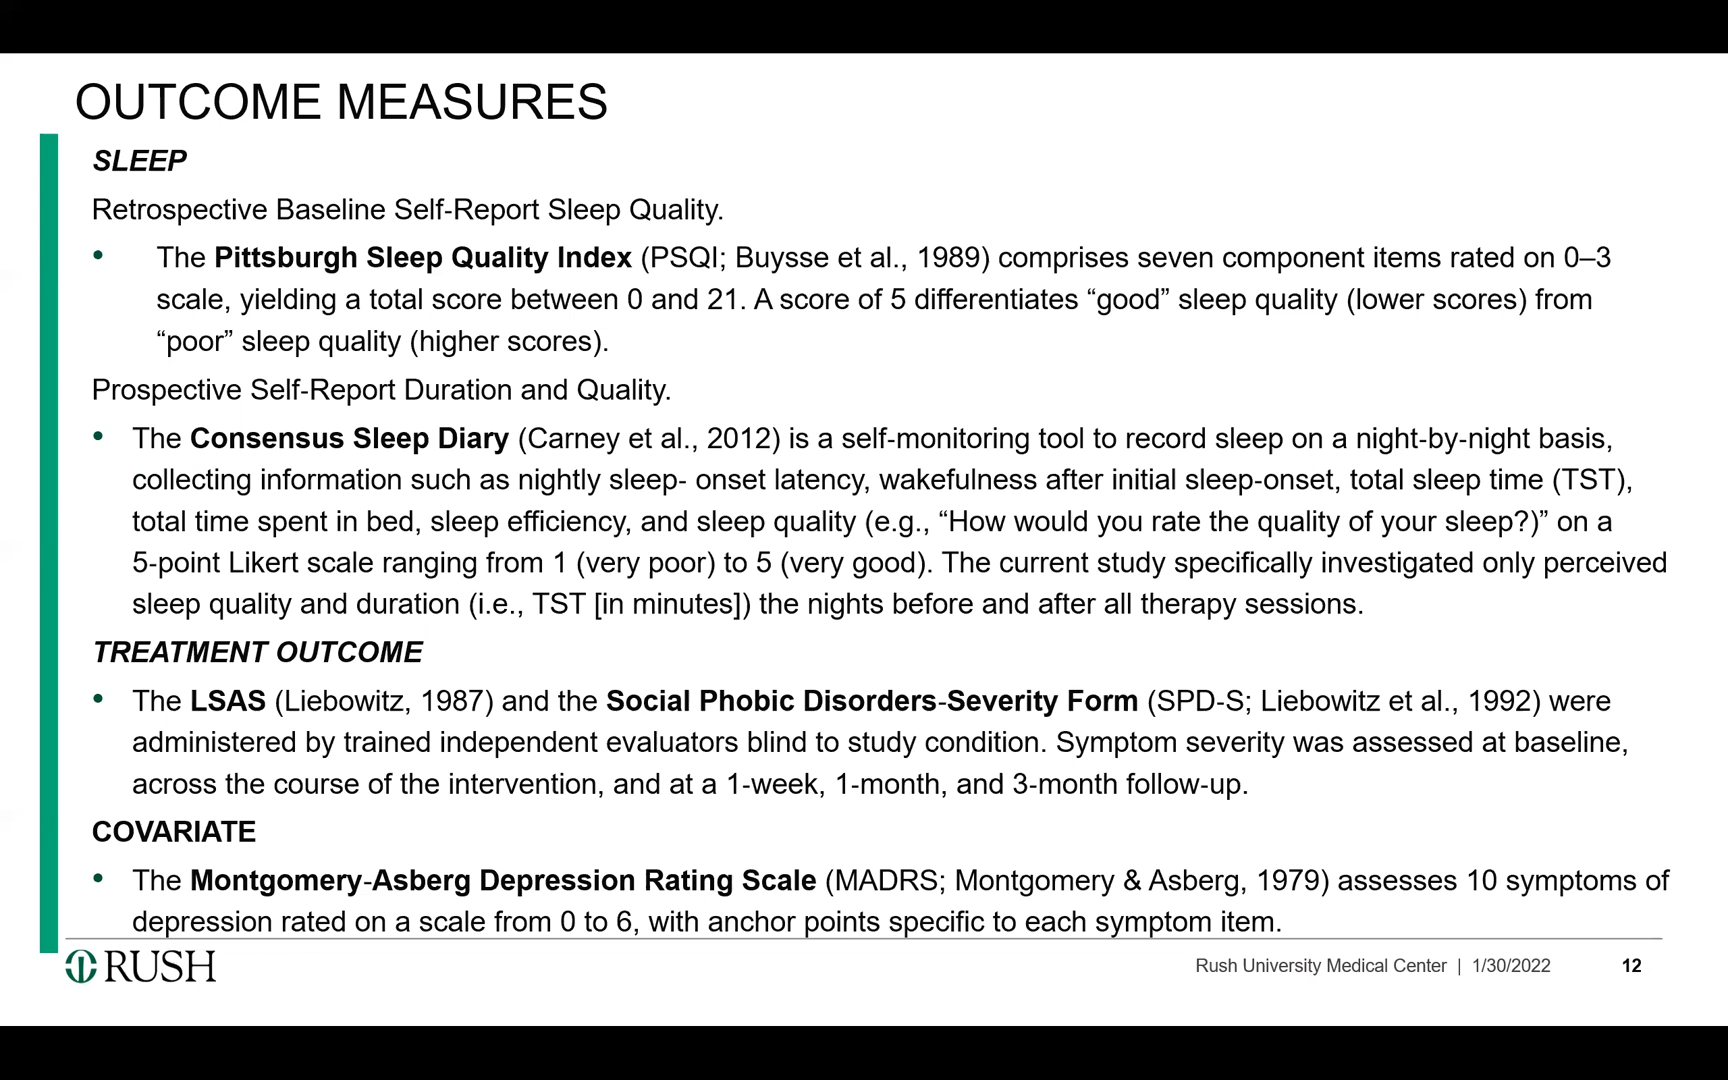 OUTCOME MEASURES
SLEEP
Retrospective Baseline Self-Report Sleep Quality.
• The Pittsburgh Sleep Quality Index (PSQI; Buysse et al., 1989) comprises seven component items rated on 0–3
scale, yielding a total score between 0 and 21. A score of 5 differentiates “good” sleep quality (lower scores) from
“poor” sleep quality (higher scores).
Prospective Self-Report Duration and Quality.
• The Consensus Sleep Diary (Carney et al., 2012) is a self-monitoring tool to record sleep on a night-by-night basis,
collecting information such as nightly sleep- onset latency, wakefulness after initial sleep-onset, total sleep time (TST),
total time spent in bed, sleep efficiency, and sleep quality (e.g., “How would you rate the quality of your sleep?)” on a
5-point Likert scale ranging from 1 (very poor) to 5 (very good). The current study specifically investigated only perceived
sleep quality and duration (i.e., TST [in minutes]) the nights before and after all therapy sessions.
TREATMENT OUTCOME
• The LSAS (Liebowitz, 1987) and the Social Phobic Disorders-Severity Form (SPD-S; Liebowitz et al., 1992) were
administered by trained independent evaluators blind to study condition. Symptom severity was assessed at baseline,
across the course of the intervention, and at a 1-week, 1-month, and 3-month follow-up.
COVARIATE
• The Montgomery-Asberg Depression Rating Scale (MADRS; Montgomery & Asberg, 1979) assesses 10 symptoms of
depression rated on a scale from 0 to 6, with anchor points specific to each symptom item.
RUSH
Rush University Medical Center | 1/30/2022 12